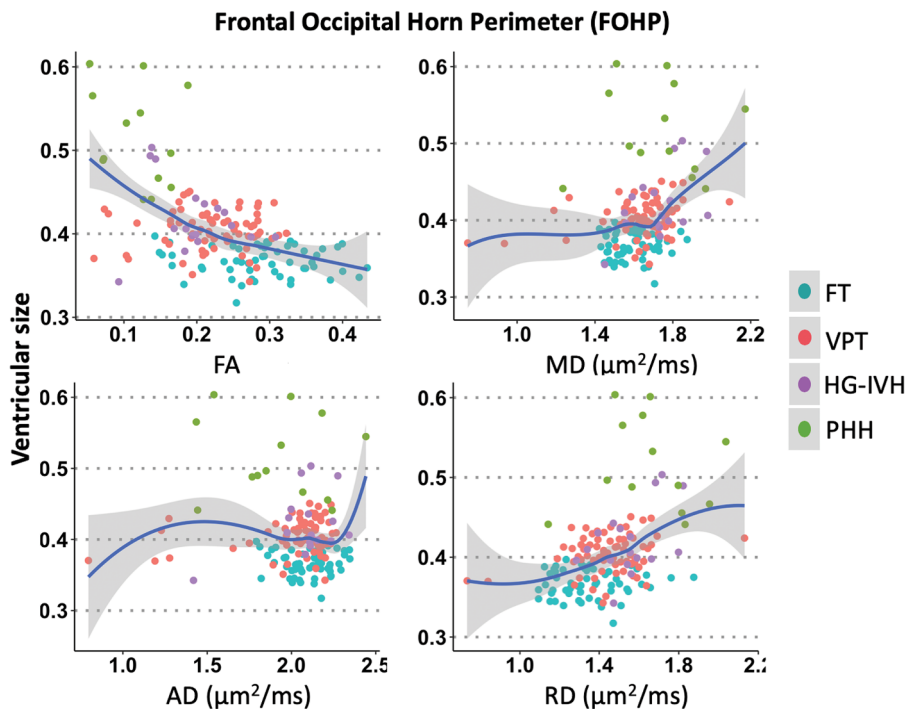 Frontal Occipital Horn Perimeter (FOHP)
Ventricular size
0.6
0.5
0.4
0.3
0.1 0.2 0.3 0.4
FA
0.6
0.5
0.4
0.3
1.0 1.4 1.8 2.2
MD (μm²/ms)
0.6
0.5
0.4
0.3
1.0 1.5 2.0 2.5
AD (μm²/ms)
0.6
0.5
0.4
0.3
1.0 1.4 1.8 2.2
RD (μm²/ms)
FT
VPT
HG-IVH
PHH